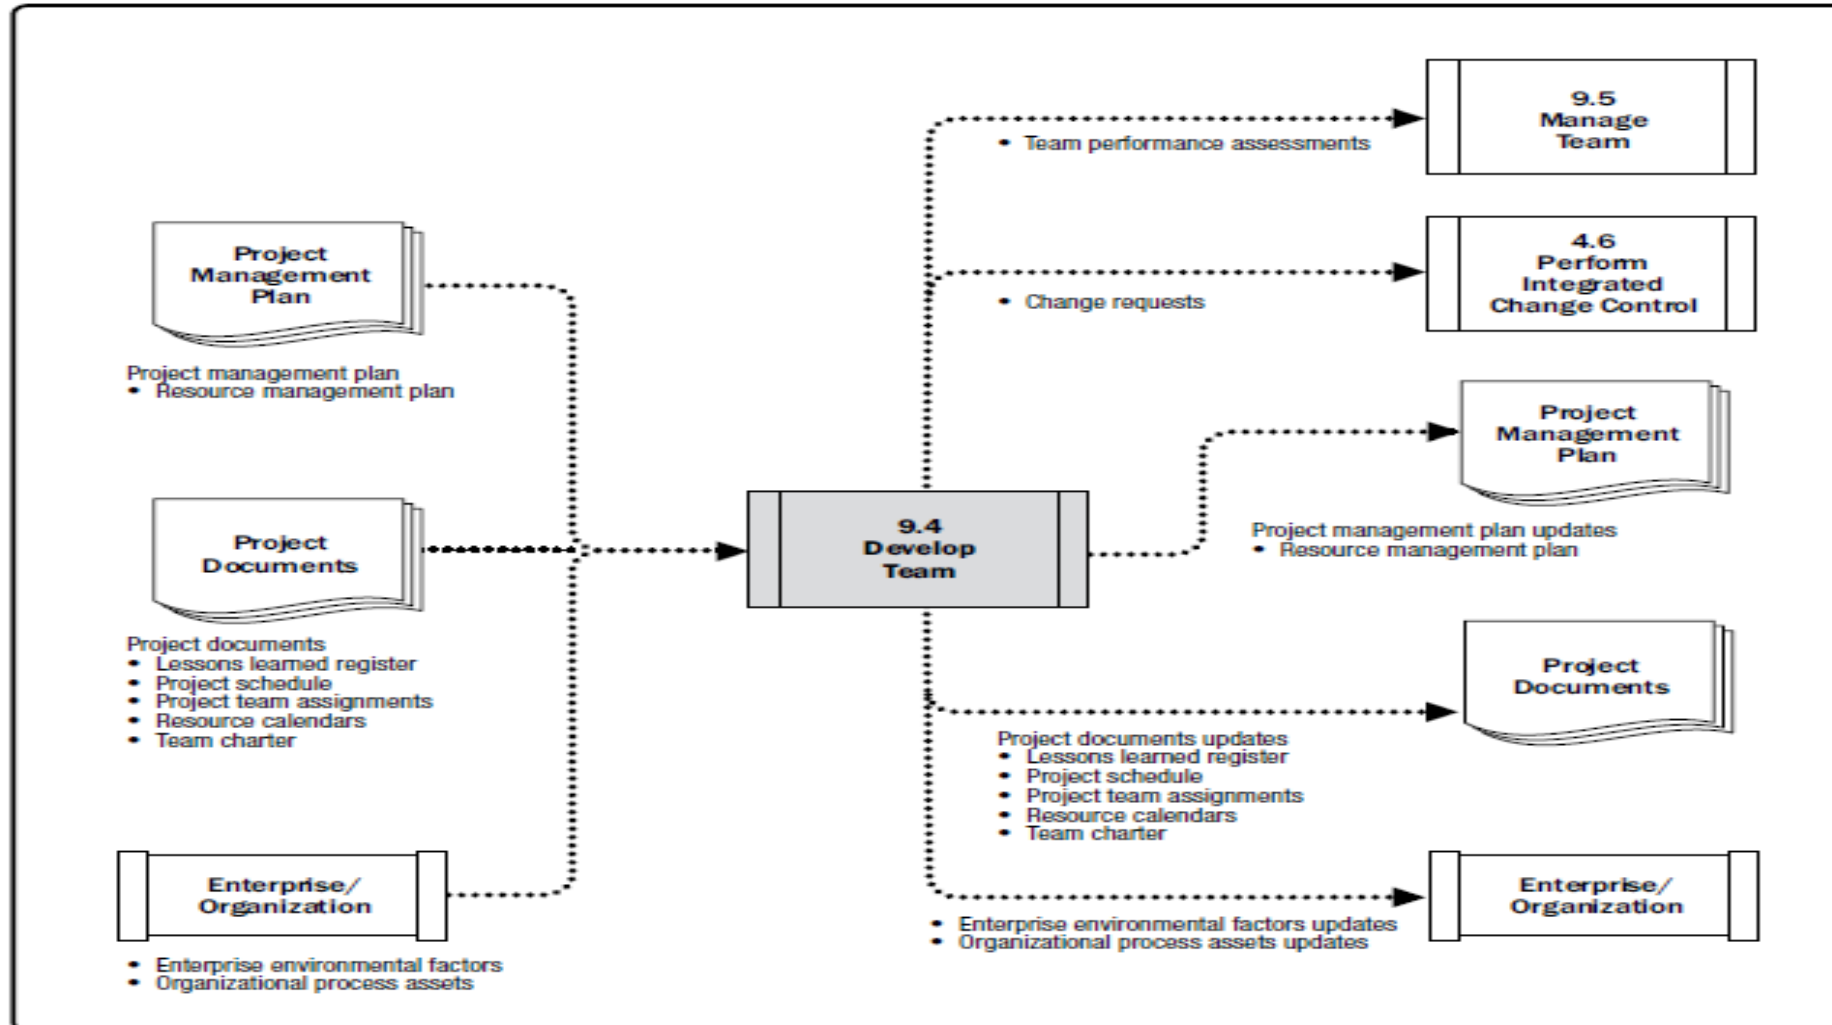 9.5
Manage
Team
• Team performance assessments
4.6
Perform
Integrated
Change Control
• Change requests
Project
Management
Plan
Project management plan
• Resource management plan
Project
Management
Plan
Project management plan updates
• Resource management plan
9.4
Develop
Team
Project
Documents
Project documents
• Lessons learned register
• Project schedule
• Project team assignments
• Resource calendars
• Team charter
Project
Documents
Project documents updates
• Lessons learned register
• Project schedule
• Project team assignments
• Resource calendars
• Team charter
Enterprise/
Organization
• Enterprise environmental factors
• Organizational process assets
Enterprise/
Organization
• Enterprise environmental factors updates
• Organizational process assets updates